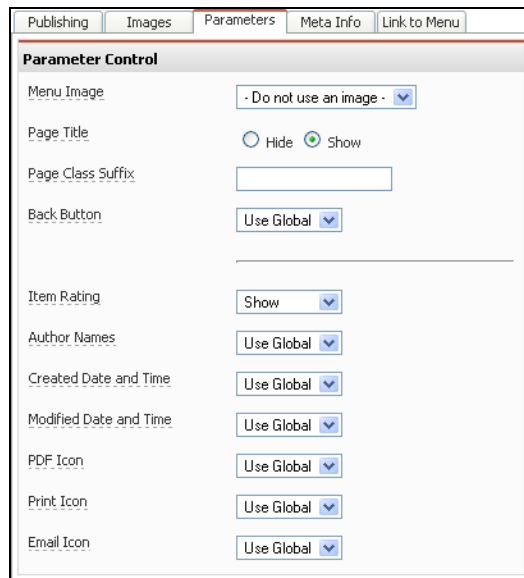 Publishing Images Parameters Meta Info Link to Menu
Parameter Control
Menu Image - Do not use an image -
Page Title Hide Show
Page Class Suffix
Back Button Use Global
Item Rating Show
Author Names Use Global
Created Date and Time Use Global
Modified Date and Time Use Global
PDF Icon Use Global
Print Icon Use Global
Email Icon Use Global